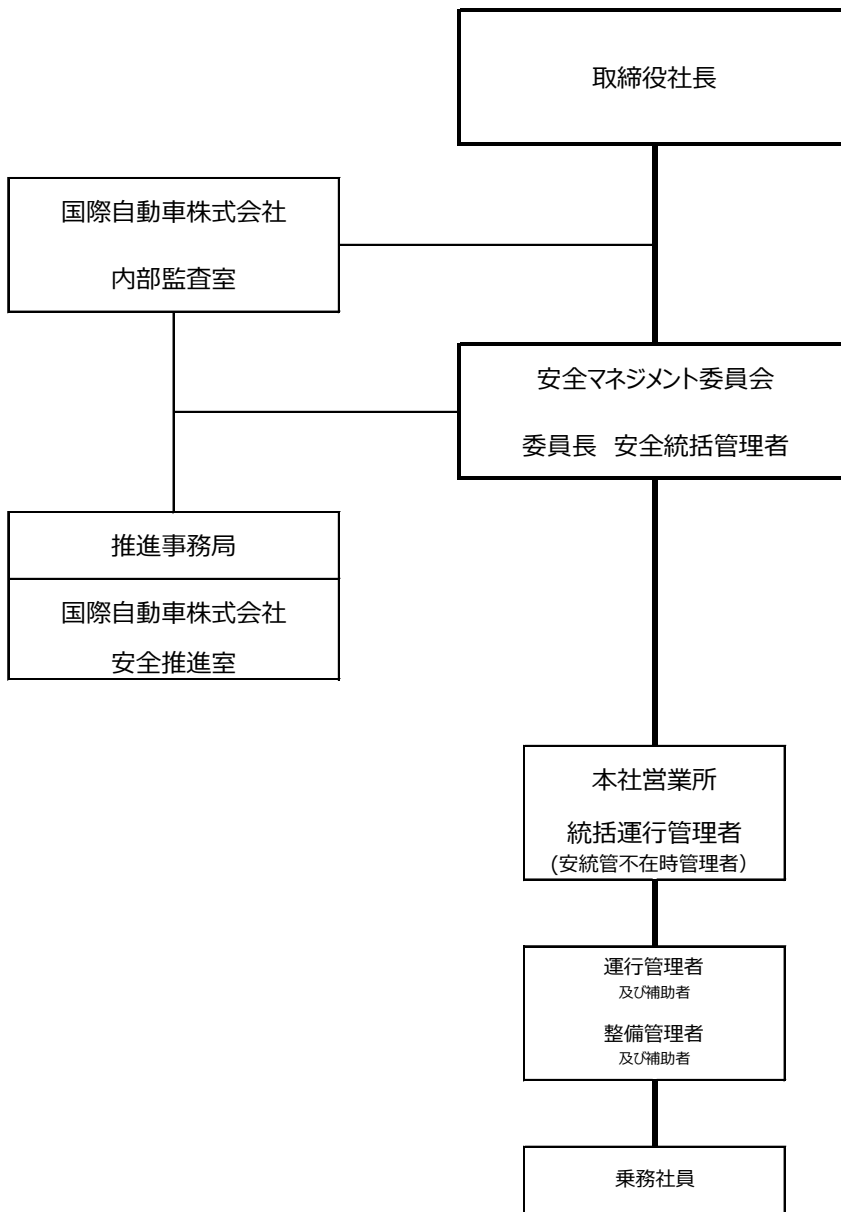 取締役社長
国際自動車株式会社
内部監査室
安全マネジメント委員会
委員長 安全統括管理者
推進事務局
国際自動車株式会社
安全推進室
本社営業所
統括運行管理者
(安統管不在時管理者）
運行管理者
及び補助者
整備管理者
及び補助者
乗務社員